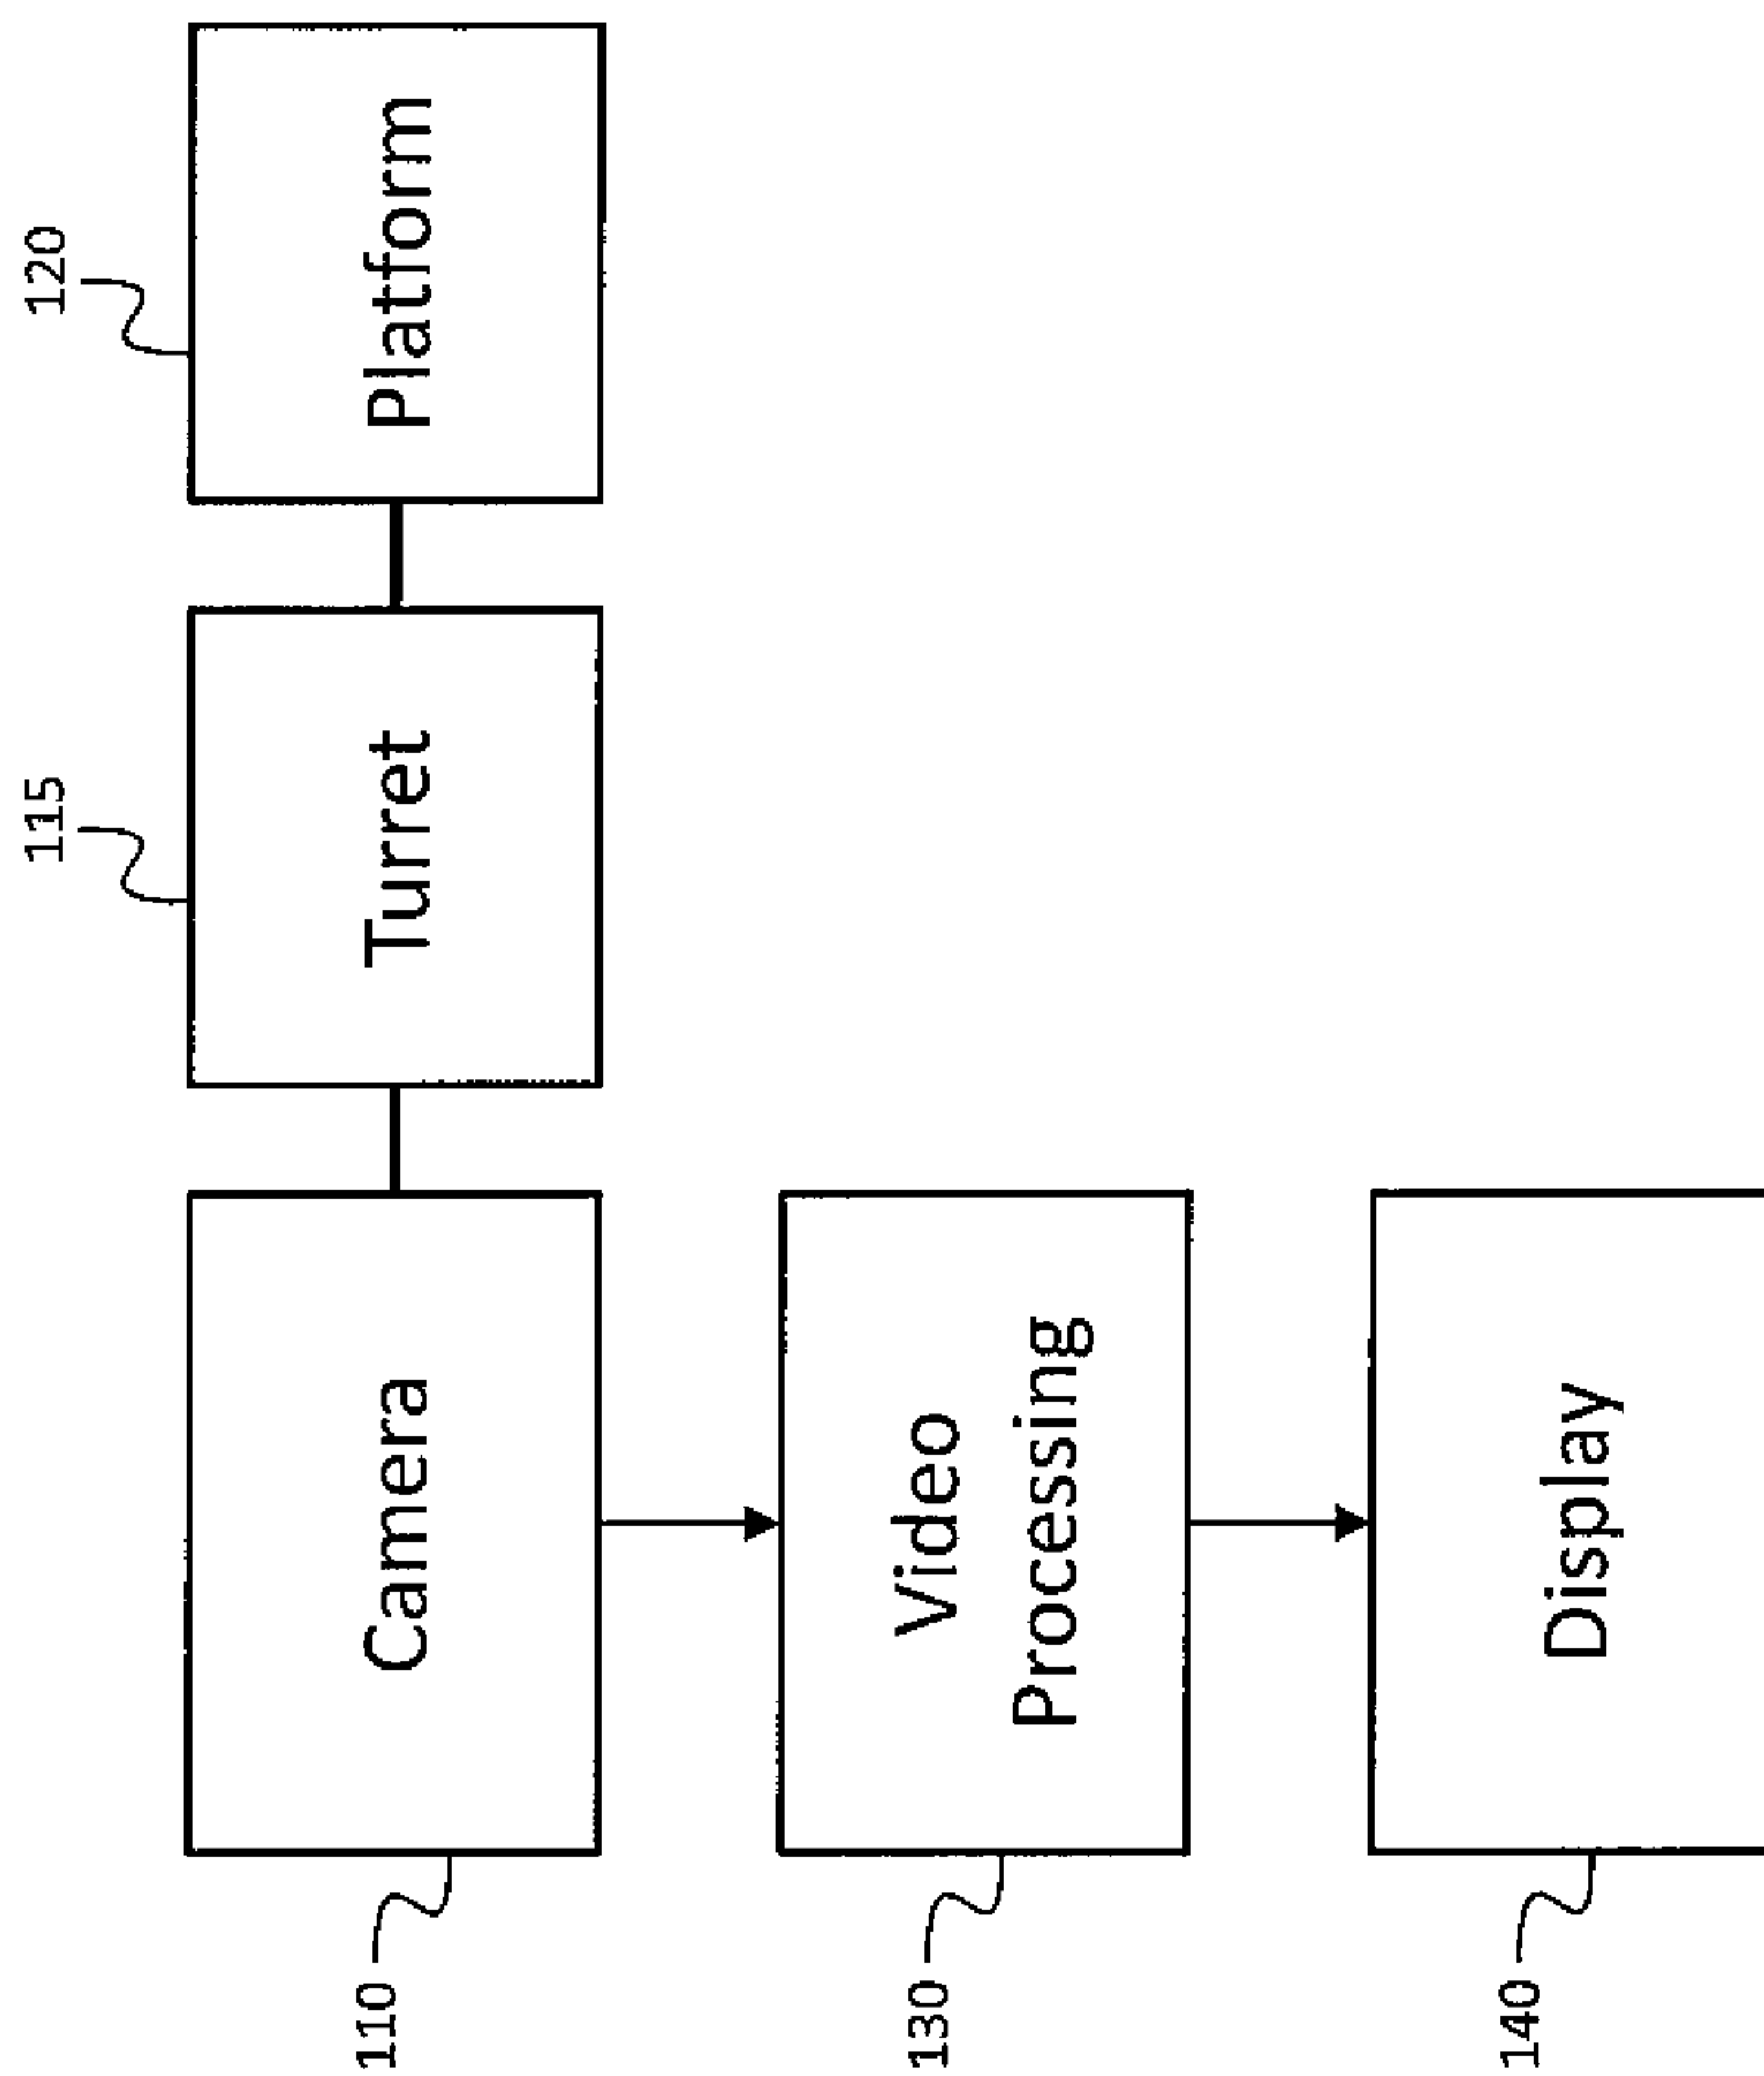 115
120
Camera
Turret
Platform
110
Video
Processing
130
Display
140